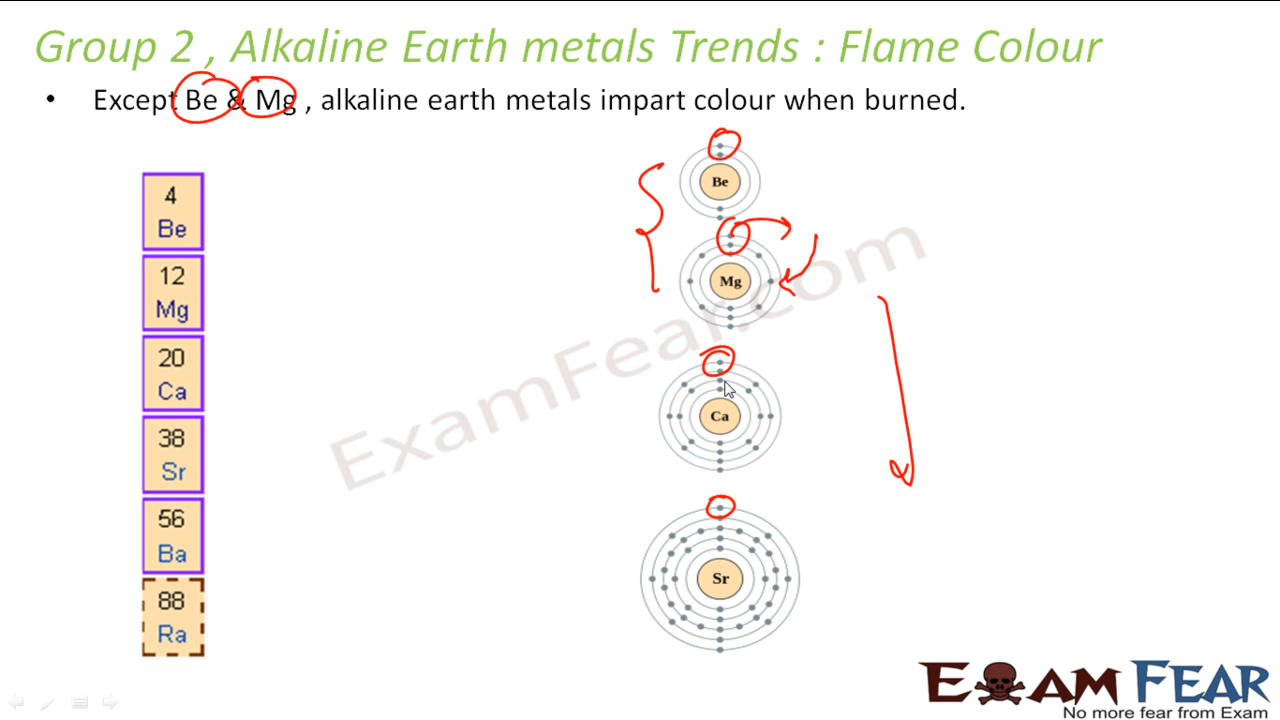 Group 2 , Alkaline Earth metals Trends : Flame Colour
• Except Be & Mg , alkaline earth metals impart colour when burned.
4
Be
12
Mg
20
Ca
38
Sr
56
Ba
88
Ra
Be
Mg
Ca
Sr
ExamFear.com
EXAM FEAR
No more fear from Exam